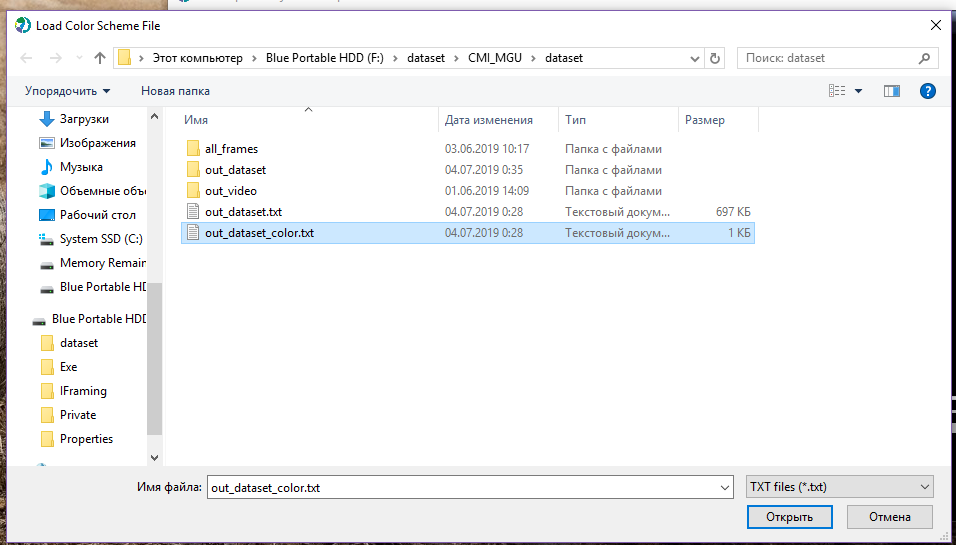 Load Color Scheme File
Этот компьютер > Blue Portable HDD (F:) > dataset > CMI_MGU > dataset
Поиск: dataset
Упорядочить Новая папка
Имя Дата изменения Тип Размер
Загрузки
Изображения
Музыка
Объемные объ
Рабочий стол
System SSD (C:)
Memory Remain
Blue Portable HD
Blue Portable HDD
dataset
Exe
IFraming
Private
Properties
all_frames 03.06.2019 10:17 Папка с файлами
out_dataset 04.07.2019 0:35 Папка с файлами
out_video 01.06.2019 14:09 Папка с файлами
out_dataset.txt 04.07.2019 0:28 Текстовый докум... 697 КБ
out_dataset_color.txt 04.07.2019 0:28 Текстовый докум... 1 КБ
Имя файла: out_dataset_color.txt TXT files (*.txt)
Открыть Отмена